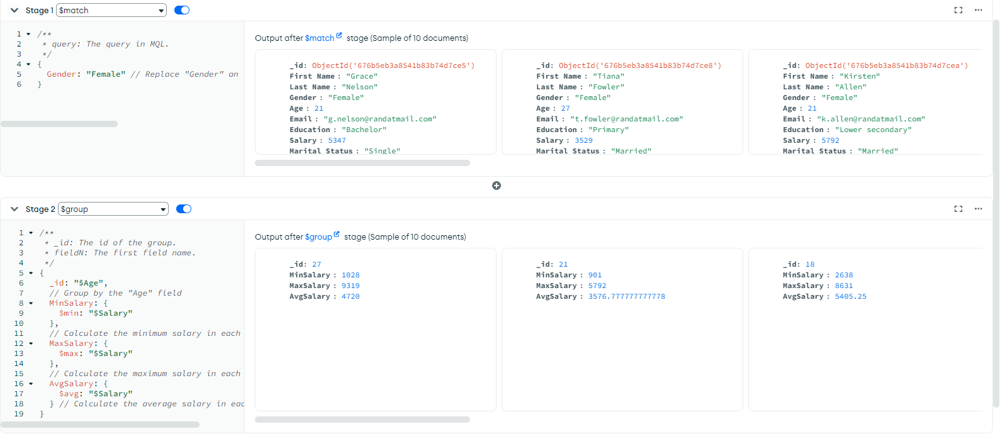 Stage 1 $match
1 /**
2 * query: The query in MQL.
3 */
4 {
5 Gender: "Female" // Replace "Gender" an
6 }
Output after $match stage (Sample of 10 documents)
_id: ObjectId('676b5eb3a8541b83b74d7ce5')
First Name : "Grace"
Last Name : "Nelson"
Gender : "Female"
Age : 21
Email : "g.nelson@randatmail.com"
Education : "Bachelor"
Salary : 5347
Marital Status : "Single"
_id: ObjectId('676b5eb3a8541b83b74d7ce8')
First Name : "Tiana"
Last Name : "Fowler"
Gender : "Female"
Age : 27
Email : "t.fowler@randatmail.com"
Education : "Primary"
Salary : 3529
Marital Status : "Married"
_id: ObjectId('676b5eb3a8541b83b74d7cea')
First Name : "Kirsten"
Last Name : "Allen"
Gender : "Female"
Age : 21
Email : "k.allen@randatmail.com"
Education : "Lower secondary"
Salary : 5792
Marital Status : "Married"
Stage 2 $group
1 /**
2 * _id: The id of the group.
3 * fieldN: The first field name.
4 */
5 {
6 _id: "$Age",
7 // Group by the "Age" field
8 MinSalary: {
9 $min: "$Salary"
10 },
11 // Calculate the minimum salary in each
12 MaxSalary: {
13 $max: "$Salary"
14 },
15 // Calculate the maximum salary in each
16 AvgSalary: {
17 $avg: "$Salary"
18 } // Calculate the average salary in eac
19 }
Output after $group stage (Sample of 10 documents)
_id: 27
MinSalary : 1028
MaxSalary : 9319
AvgSalary : 4720
_id: 21
MinSalary : 901
MaxSalary : 5792
AvgSalary : 3576.777777777778
_id: 18
MinSalary : 2638
MaxSalary : 8631
AvgSalary : 5405.25